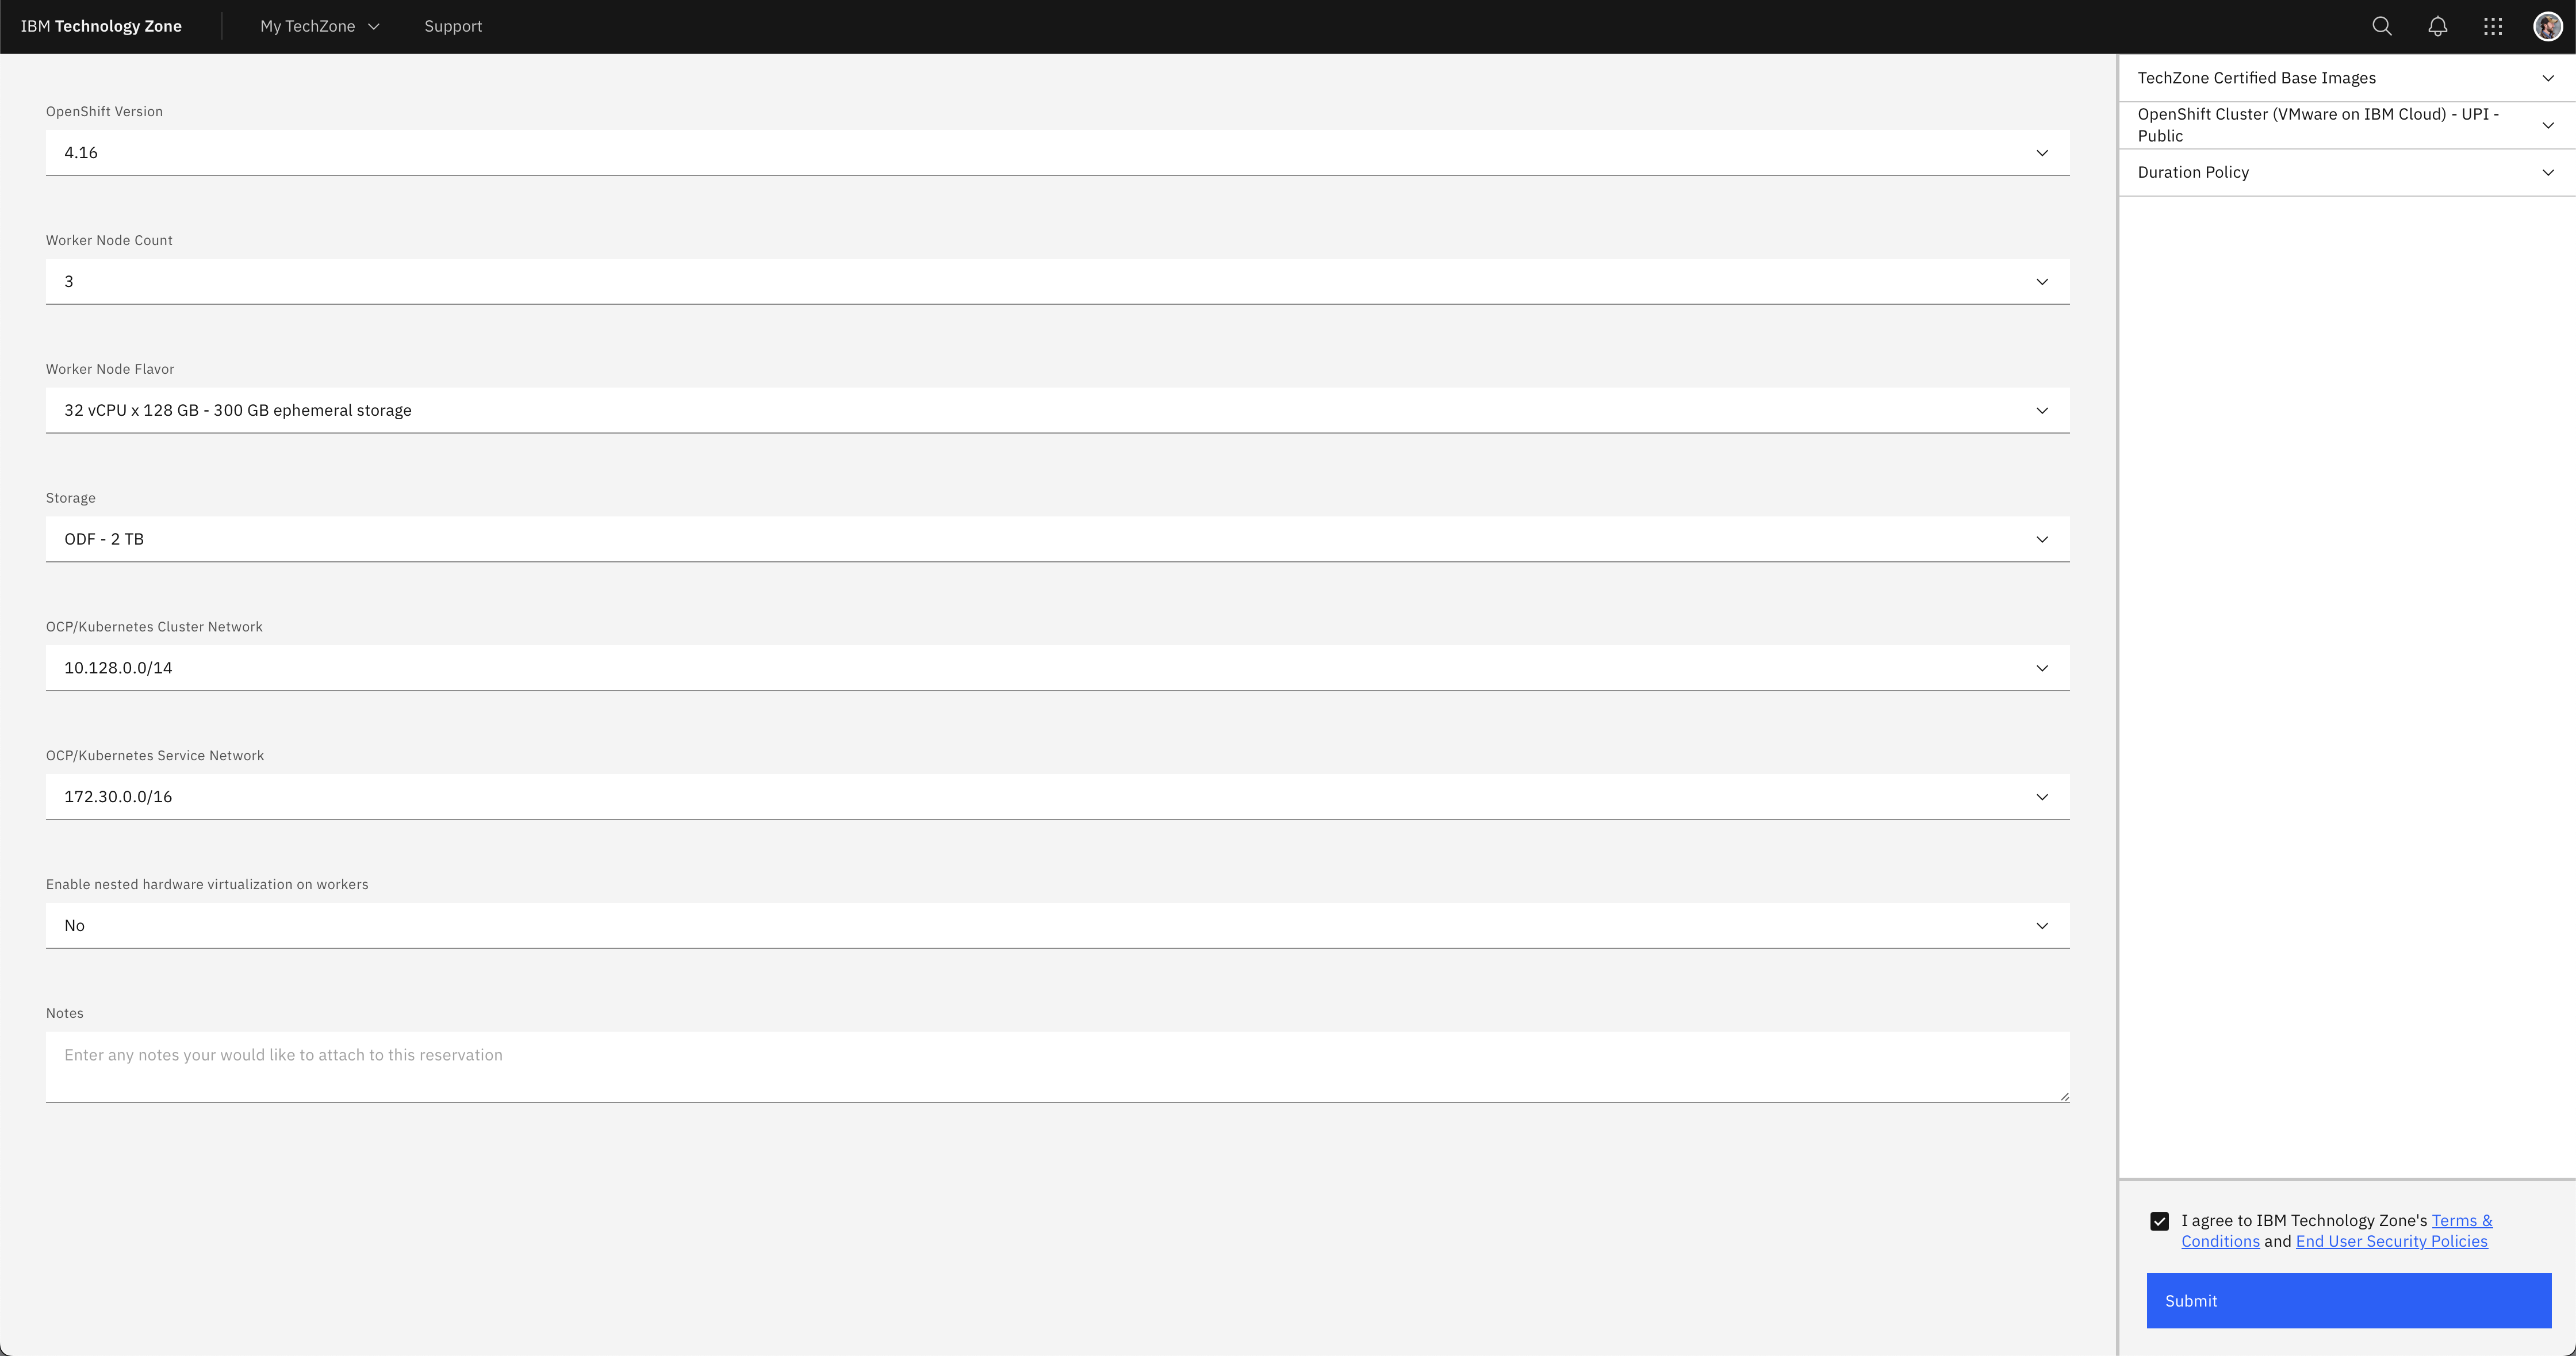 IBM Technology Zone
My TechZone
Support
OpenShift Version
4.16
Worker Node Count
3
Worker Node Flavor
32 vCPU x 128 GB - 300 GB ephemeral storage
Storage
ODF - 2 TB
OCP/Kubernetes Cluster Network
10.128.0.0/14
OCP/Kubernetes Service Network
172.30.0.0/16
Enable nested hardware virtualization on workers
No
Notes
Enter any notes your would like to attach to this reservation
TechZone Certified Base Images
OpenShift Cluster (VMware on IBM Cloud) - UPI -
Public
Duration Policy
I agree to IBM Technology Zone's Terms &
Conditions and End User Security Policies
Submit